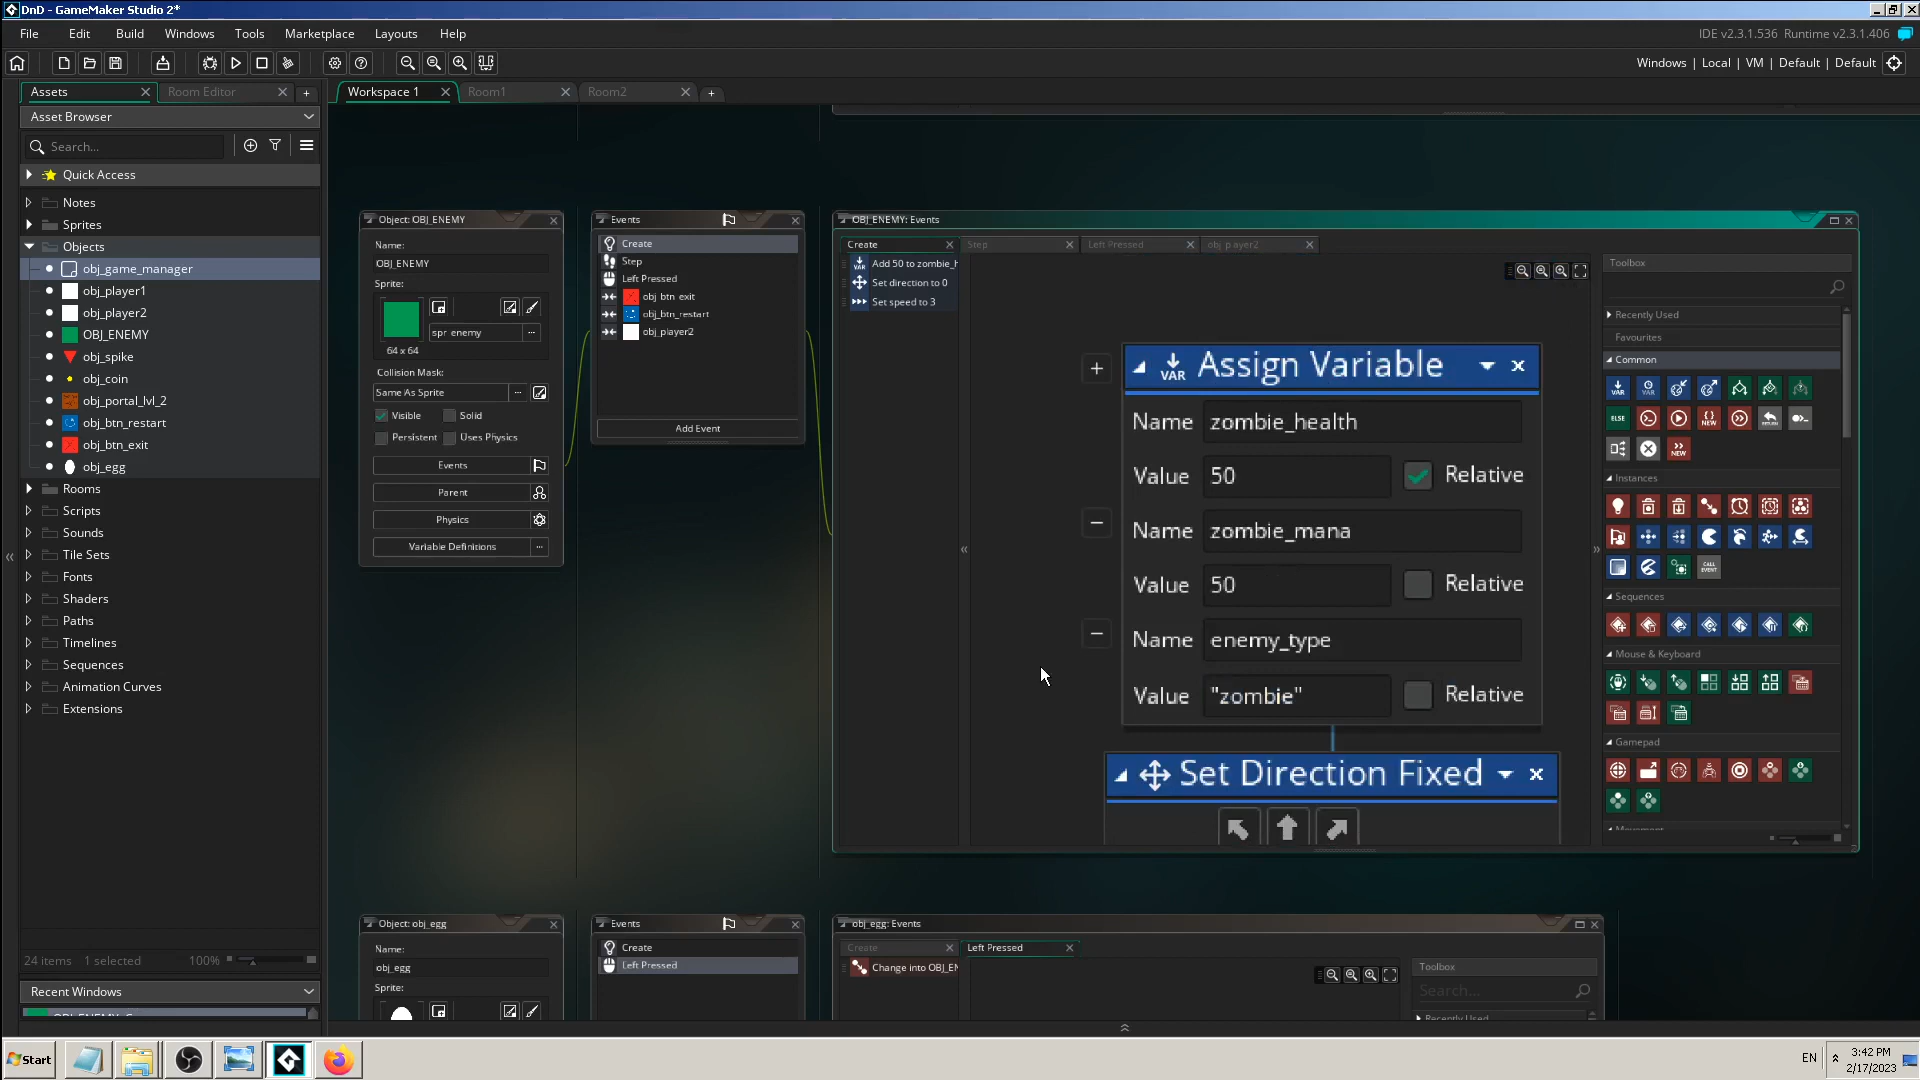 DnD - GameMaker Studio 2*
File Edit Build Windows Tools Marketplace Layouts Help
IDE v2.3.1.536 Runtime v2.3.1.406
Windows | Local | VM | Default | Default
Assets
Room Editor
Workspace 1
Room1
Room2
Asset Browser
Search...
Quick Access
Notes
Sprites
Objects
obj_game_manager
obj_player1
obj_player2
OBJ_ENEMY
obj_spike
obj_coin
obj_portal_lvl_2
obj_btn_restart
obj_btn_exit
obj_egg
Rooms
Scripts
Sounds
Tile Sets
Fonts
Shaders
Paths
Timelines
Sequences
Animation Curves
Extensions
24 items 1 selected 100%
Recent Windows
Object: OBJ_ENEMY
Name:
OBJ_ENEMY
Sprite:
spr_enemy
64 x 64
Collision Mask:
Same As Sprite
Visible Solid
Persistent Uses Physics
Events
Parent
Physics
Variable Definitions
Events
Create
Step
Left Pressed
obj_btn_exit
obj_btn_restart
obj_player2
Add Event
OBJ_ENEMY: Events
Create
Step
Left Pressed
obj_player2
Add 50 to zombie_h
Set direction to 0
Set speed to 3
VAR Assign Variable
Name zombie_health
Value 50 Relative
Name zombie_mana
Value 50 Relative
Name enemy_type
Value "zombie" Relative
Set Direction Fixed
Toolbox
Recently Used
Favourites
Common
Instances
Sequences
Mouse & Keyboard
Gamepad
Movement
Object: obj_egg
Name:
obj_egg
Sprite:
Events
Create
Left Pressed
obj_egg: Events
Create
Left Pressed
Change into OBJ_EN
Toolbox
Search...
Recently Used
Start
EN
3:42 PM
2/17/2023